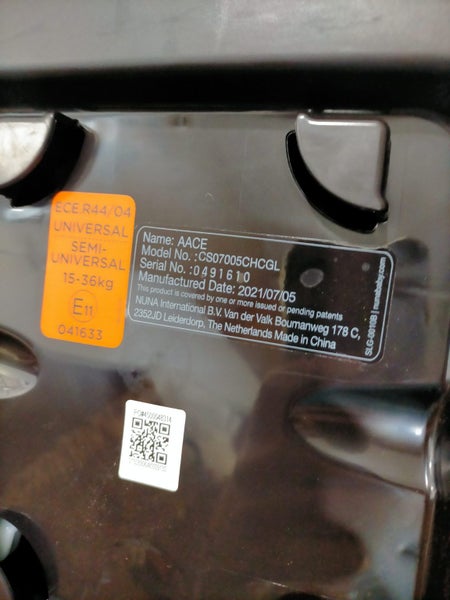 ECE.R44/04
UNIVERSAL
SEMI-
UNIVERSAL
15-36kg
E11
041633
Name: AACE
Model No.:CS07005CHCGL
Serial No.:0491610
Manufactured Date: 2021/07/05
This product is covered by one or more issued or pending patents
NUNA International B.V. Van der Valk Boumanweg 178 C,
2352JD Leiderdorp, The Netherlands Made in China
nunababy.com